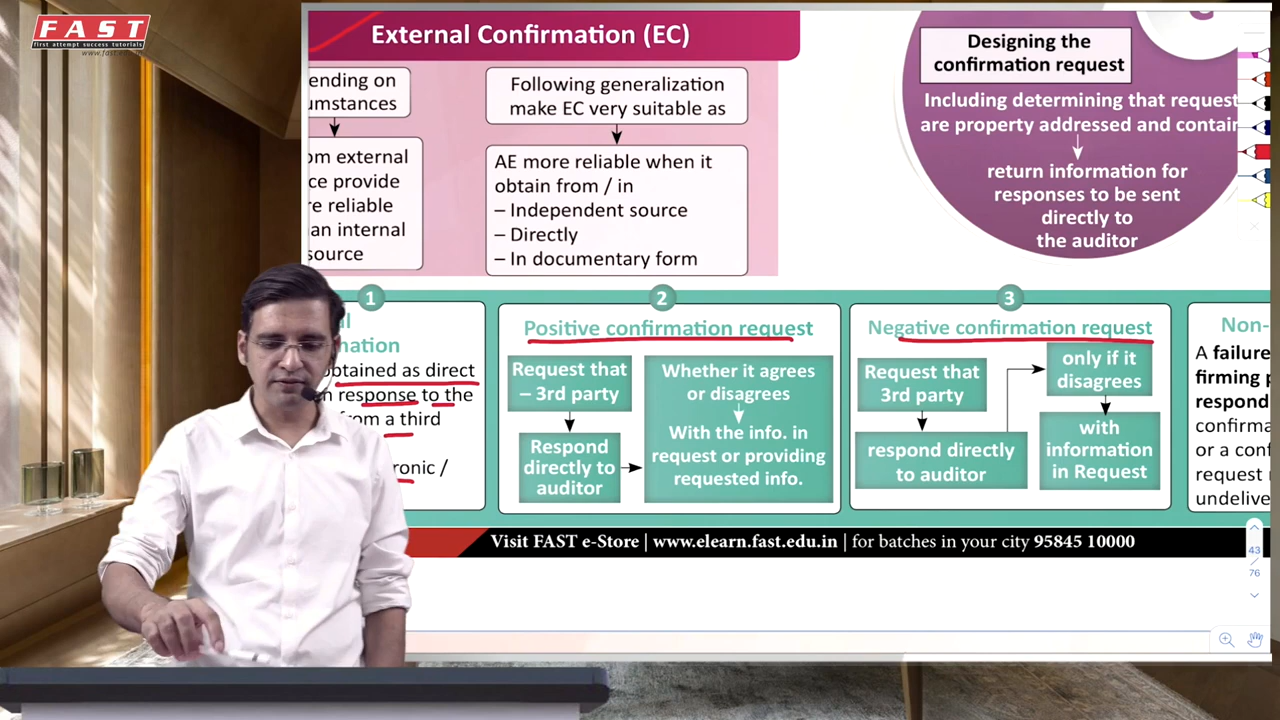 FAST
first attempt success tutorials
www.fast.e
External Confirmation (EC)
ending on
umstances
om external
ce provide
re reliable
an internal
source
Following generalization
make EC very suitable as
AE more reliable when it
obtain from / in
– Independent source
– Directly
– In documentary form
Designing the
confirmation request
Including determining that request
are property addressed and contain
return information for
responses to be sent
directly to
the auditor
1
al
nation
obtained as direct
en response to the
from a third
ronic /
2
Positive confirmation request
Request that
– 3rd party
Respond
directly to
auditor
Whether it agrees
or disagrees
With the info. in
request or providing
requested info.
3
Negative confirmation request
Request that
3rd party
respond directly
to auditor
only if it
disagrees
with
information
in Request
Non-
A failure
firming p
respond
confirma
or a conf
request r
undelive
Visit FAST e-Store | www.elearn.fast.edu.in | for batches in your city 95845 10000
43
/
76